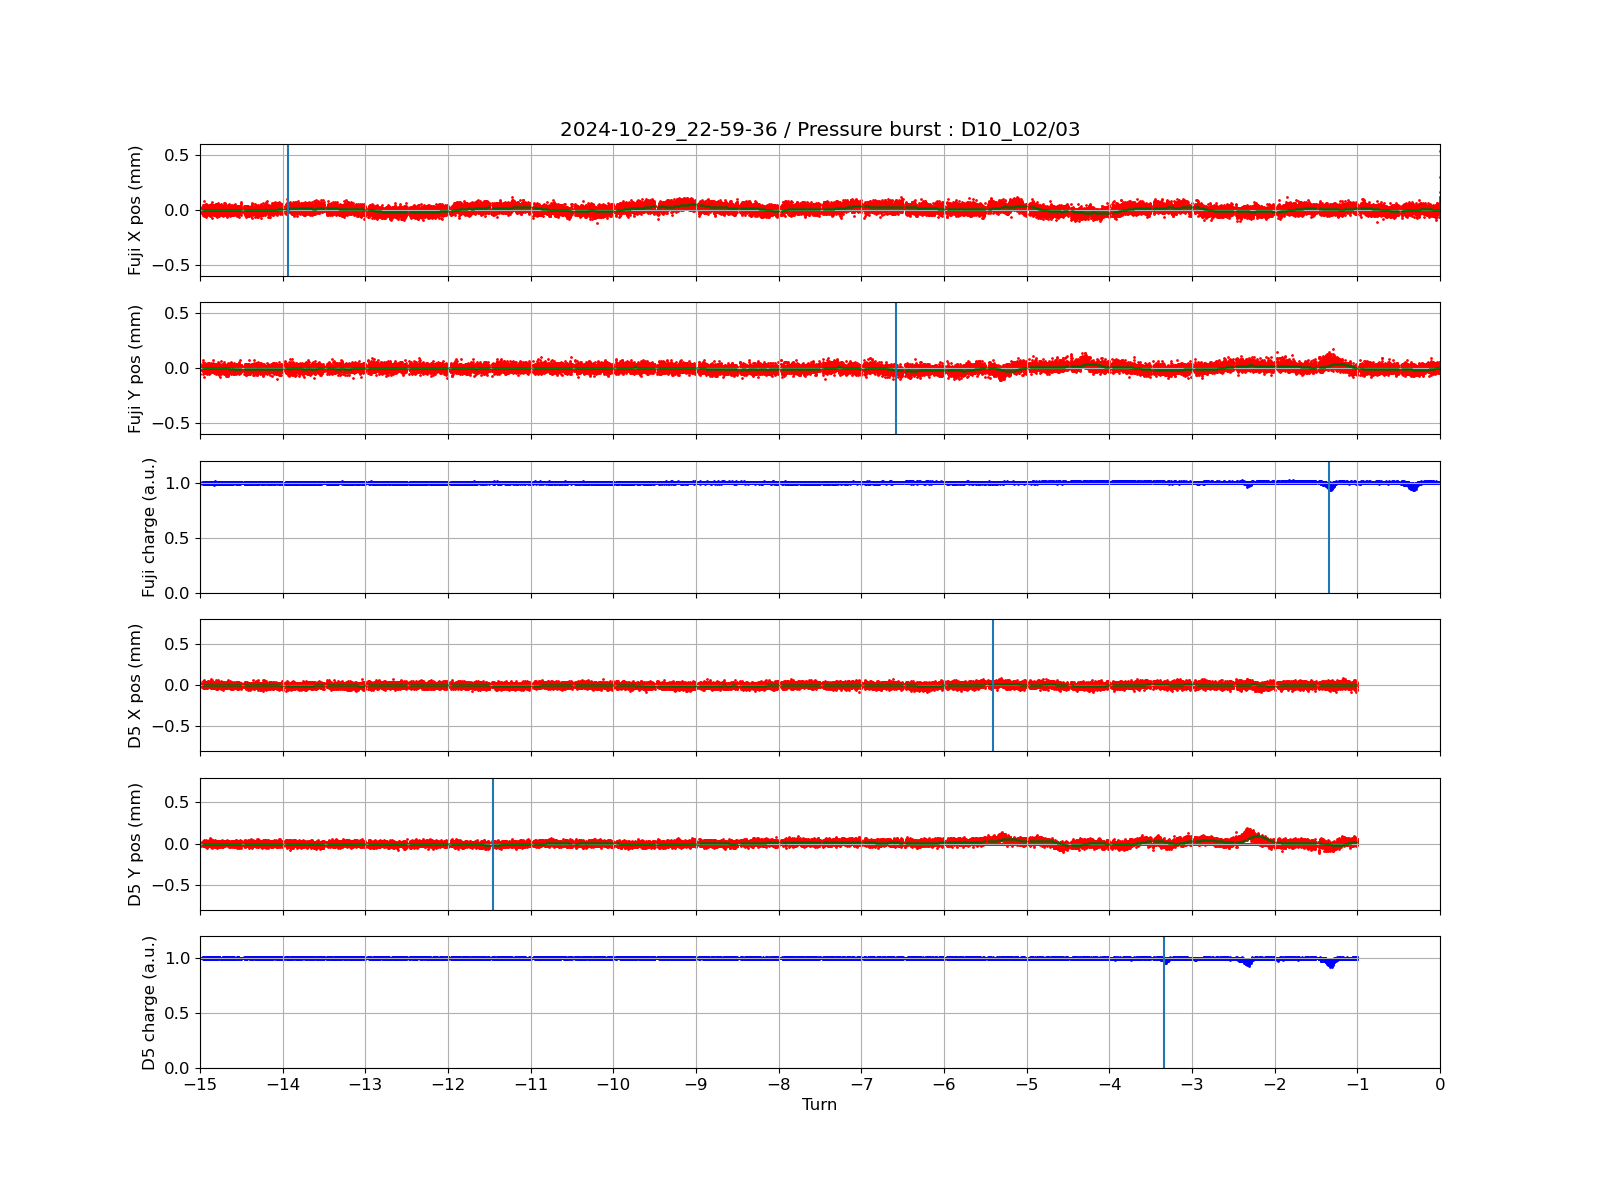 2024-10-29_22-59-36 / Pressure burst : D10_L02/03
Fuji X pos (mm)
0.5
0.0
−0.5
Fuji Y pos (mm)
0.5
0.0
−0.5
Fuji charge (a.u.)
1.0
0.5
0.0
D5 X pos (mm)
0.5
0.0
−0.5
D5 Y pos (mm)
0.5
0.0
−0.5
D5 charge (a.u.)
1.0
0.5
0.0
−15 −14 −13 −12 −11 −10 −9 −8 −7 −6 −5 −4 −3 −2 −1 0
Turn